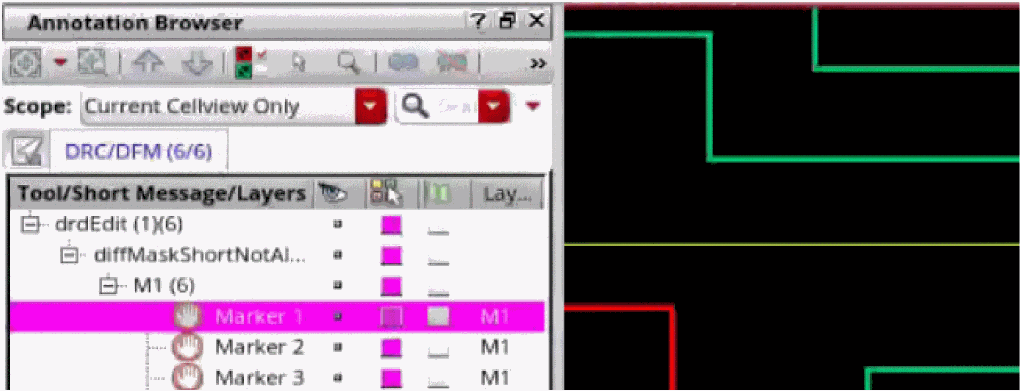 Annotation Browser
Scope: Current Cellview Only
DRC/DFM (6/6)
Tool/Short Message/Layers Lay...
drdEdit (1)(6)
diffMaskShortNotAl...
M1 (6)
Marker 1 M1
Marker 2 M1
Marker 3 M1